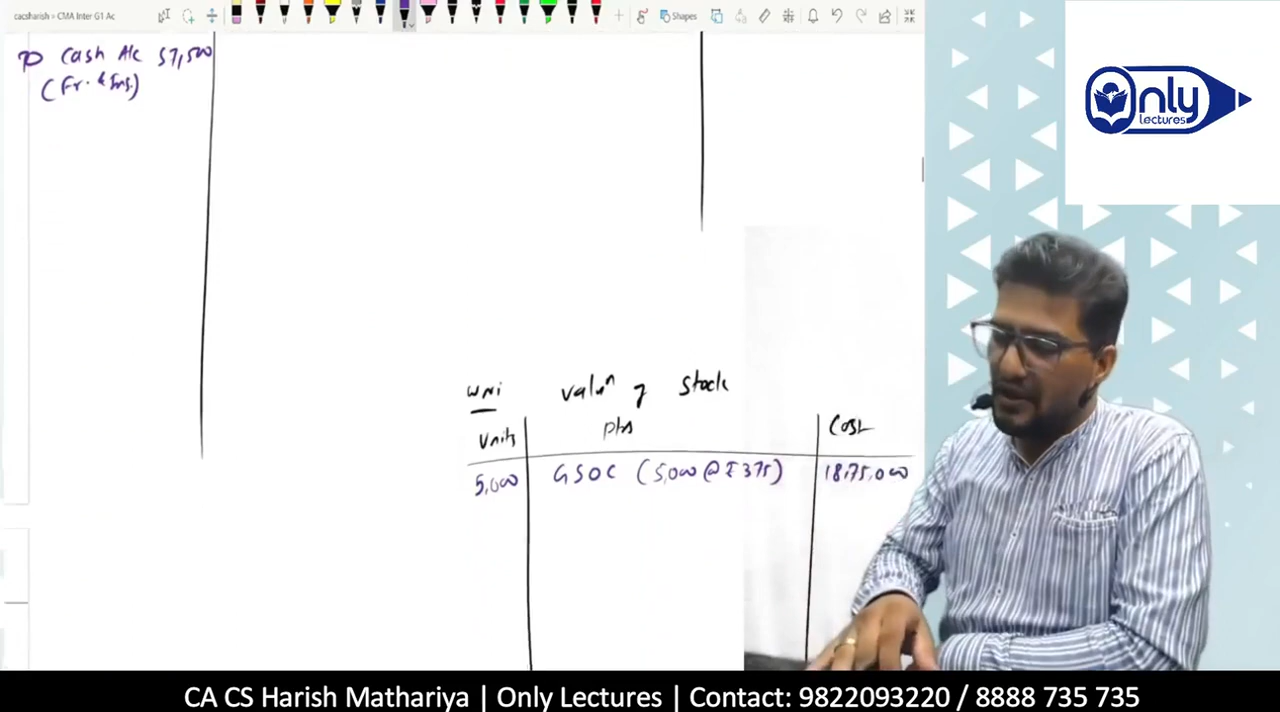 cacsharish > CMA Inter G1 Ac
Shapes
Cash A/c 57,500
(Fr. & Ins.)
Only
Lectures
WN1 Valuⁿ of Stock
Units Pts Cost
5,000 GSOC (5,000 @ ₹ 375) 18,75,000
CA CS Harish Mathariya | Only Lectures | Contact: 9822093220 / 8888 735 735